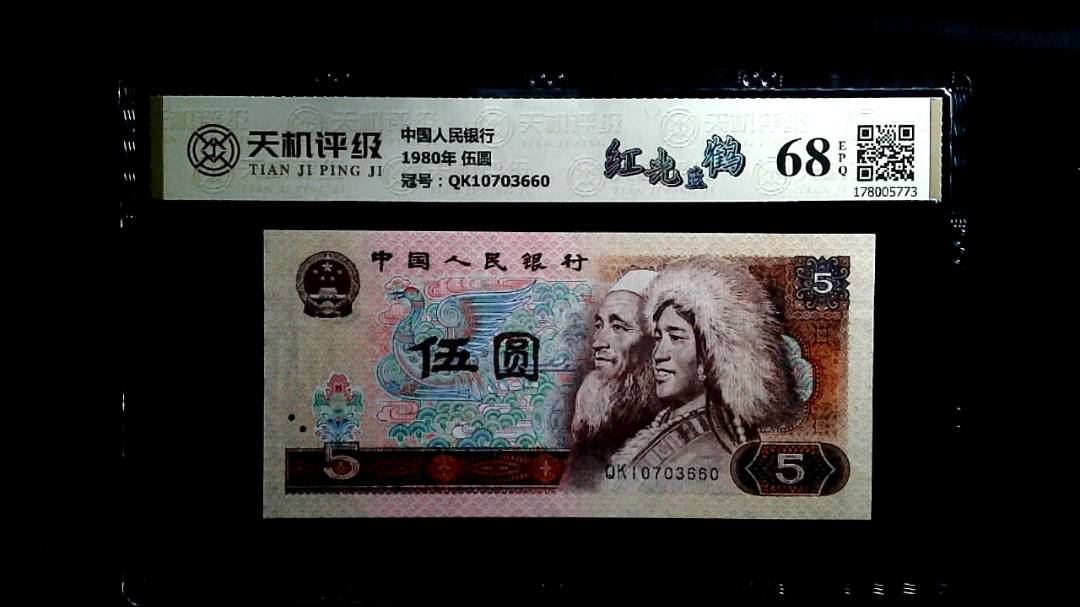 天机评级
TIAN JI PING JI
中国人民银行
1980年 伍圆
冠号：QK10703660
红光蓝鹤
68
EPQ
178005773
中国人民银行
5
伍圆
5
QK10703660
5